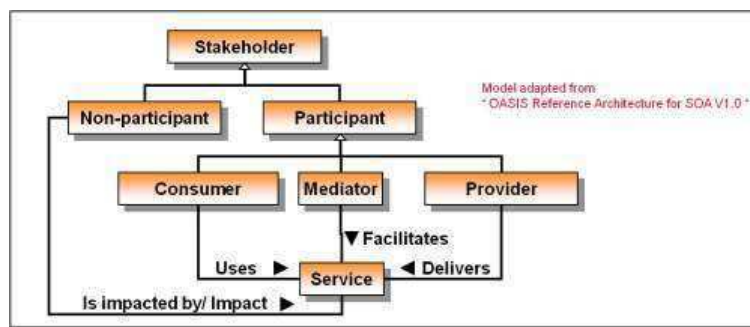 Stakeholder
Model adapted from
" OASIS Reference Architecture for SOA V1.0 "
Non-participant
Participant
Consumer
Mediator
Provider
▼ Facilitates
Uses ►
Service
◄ Delivers
Is impacted by/ Impact ►